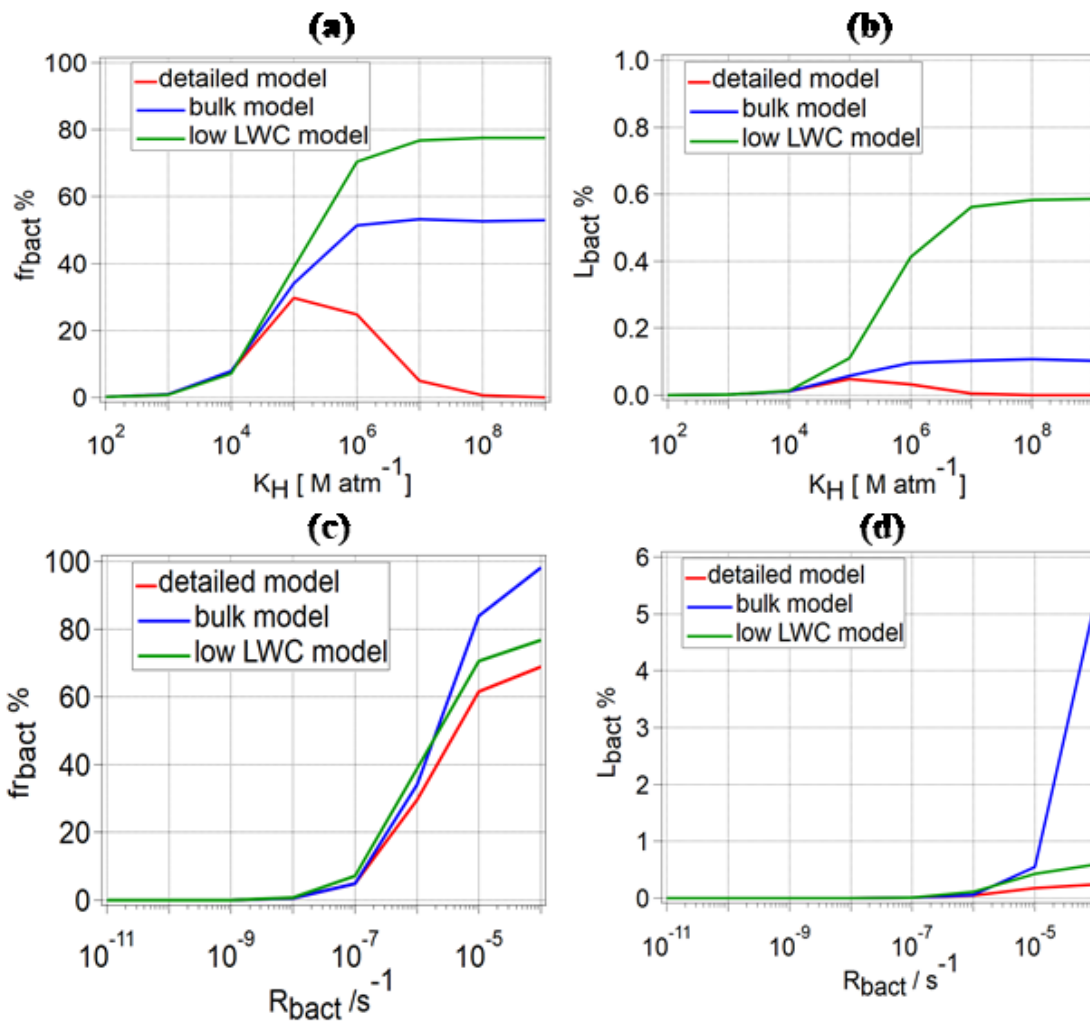 (a)
100
80
60
40
20
0
fr_bact %
detailed model
bulk model
low LWC model
10^2
10^4
10^6
10^8
K_H [ M atm^-1]
(b)
1.0
0.8
0.6
0.4
0.2
0.0
L_bact %
detailed model
bulk model
low LWC model
10^2
10^4
10^6
10^8
K_H [ M atm^-1]
(c)
100
80
60
40
20
0
fr_bact %
detailed model
bulk model
low LWC model
10^-11
10^-9
10^-7
10^-5
R_bact /s^-1
(d)
6
5
4
3
2
1
0
L_bact %
detailed model
bulk model
low LWC model
10^-11
10^-9
10^-7
10^-5
R_bact /s^-1